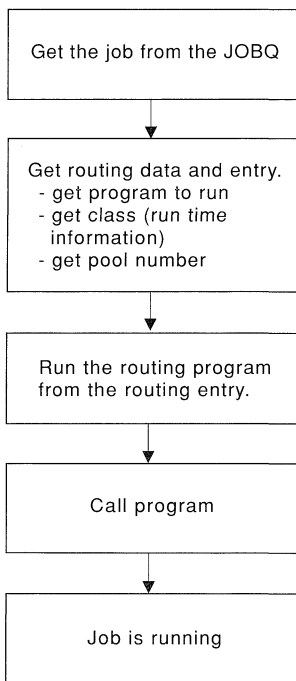 Get the job from the JOBQ
Get routing data and entry.
- get program to run
- get class (run time
information)
- get pool number
Run the routing program
from the routing entry.
Call program
Job is running